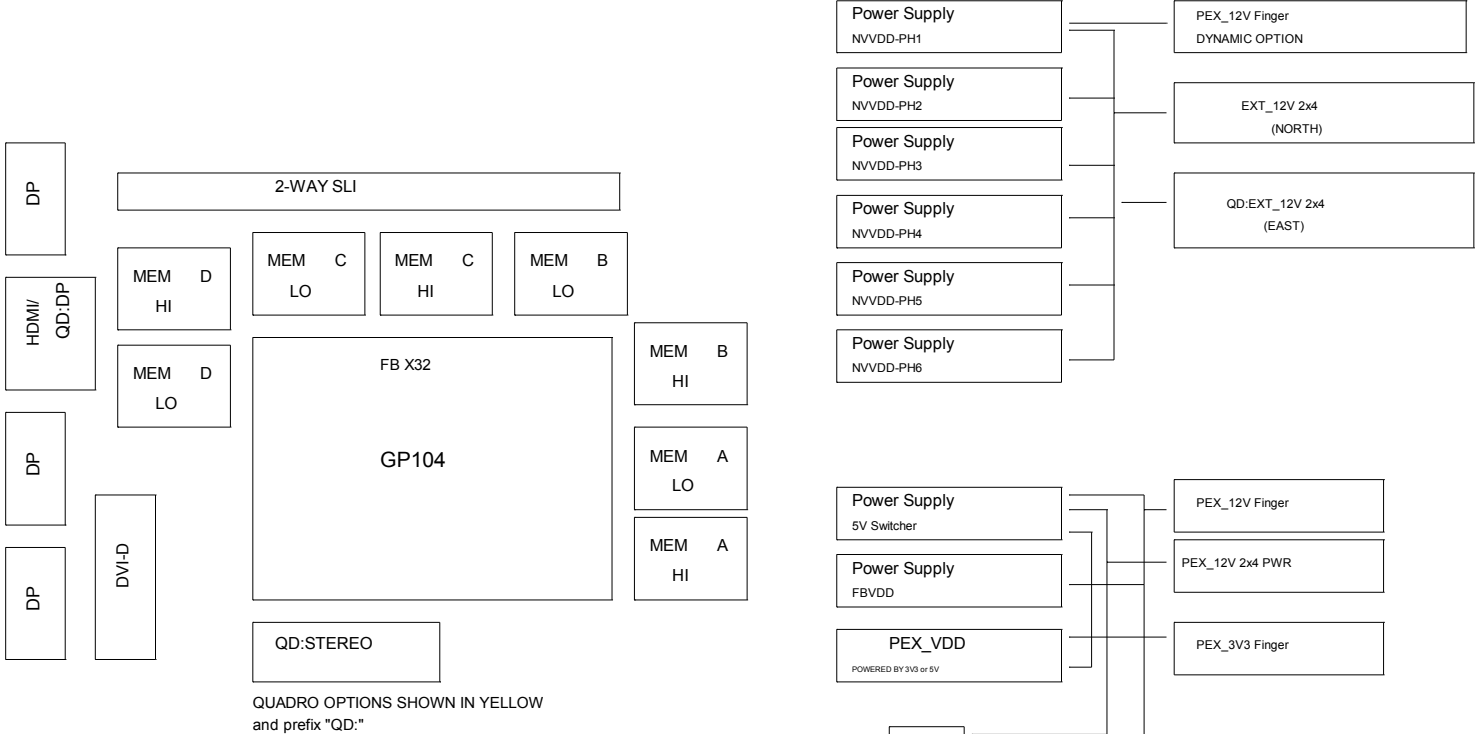 DP
HDMI/
QD:DP
DP
DP
DVI-D
2-WAY SLI
MEM D
HI
MEM C
LO
MEM C
HI
MEM B
LO
MEM D
LO
FB X32
GP104
MEM B
HI
MEM A
LO
MEM A
HI
QD:STEREO
QUADRO OPTIONS SHOWN IN YELLOW
and prefix "QD:"
Power Supply
NVVDD-PH1
Power Supply
NVVDD-PH2
Power Supply
NVVDD-PH3
Power Supply
NVVDD-PH4
Power Supply
NVVDD-PH5
Power Supply
NVVDD-PH6
PEX_12V Finger
DYNAMIC OPTION
EXT_12V 2x4
(NORTH)
QD:EXT_12V 2x4
(EAST)
Power Supply
5V Switcher
Power Supply
FBVDD
PEX_VDD
POWERED BY 3V3 or 5V
PEX_12V Finger
PEX_12V 2x4 PWR
PEX_3V3 Finger